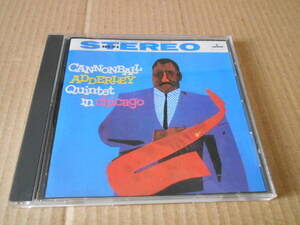 STEREO
CANNONBALL
ADDERLEY
Quintet
in chicago